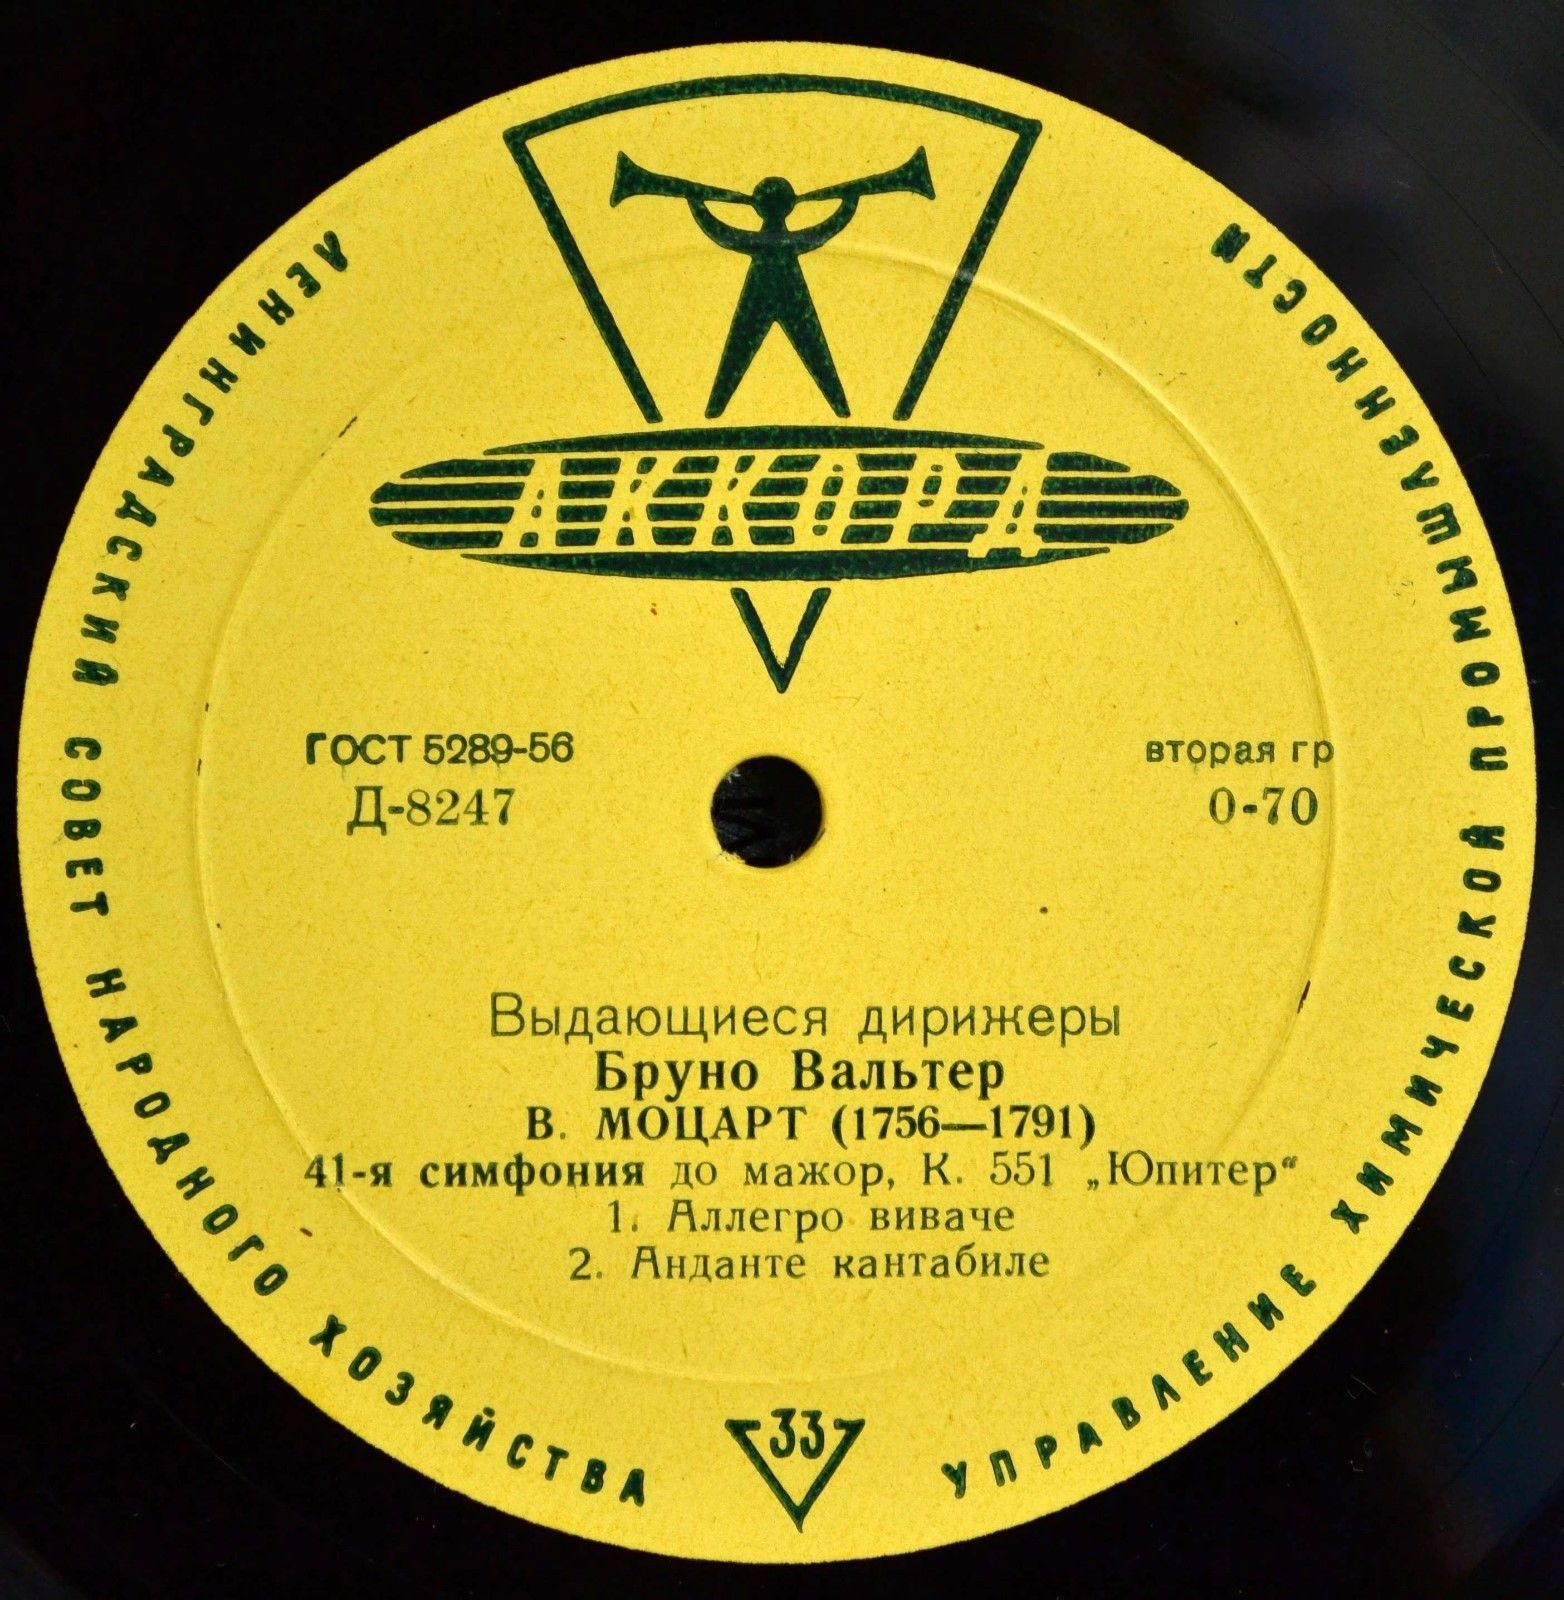 АККОРД
ЛЕНИНГРАДСКИЙ СОВЕТ НАРОДНОГО ХОЗЯЙСТВА
УПРАВЛЕНИЕ ХИМИЧЕСКОЙ ПРОМЫШЛЕННОСТИ
ГОСТ 5289-56
вторая гр
Д-8247
0-70
Выдающиеся дирижеры
Бруно Вальтер
В. МОЦАРТ (1756—1791)
41-я симфония до мажор, К. 551 „Юпитер“
1. Аллегро виваче
2. Анданте кантабиле
33